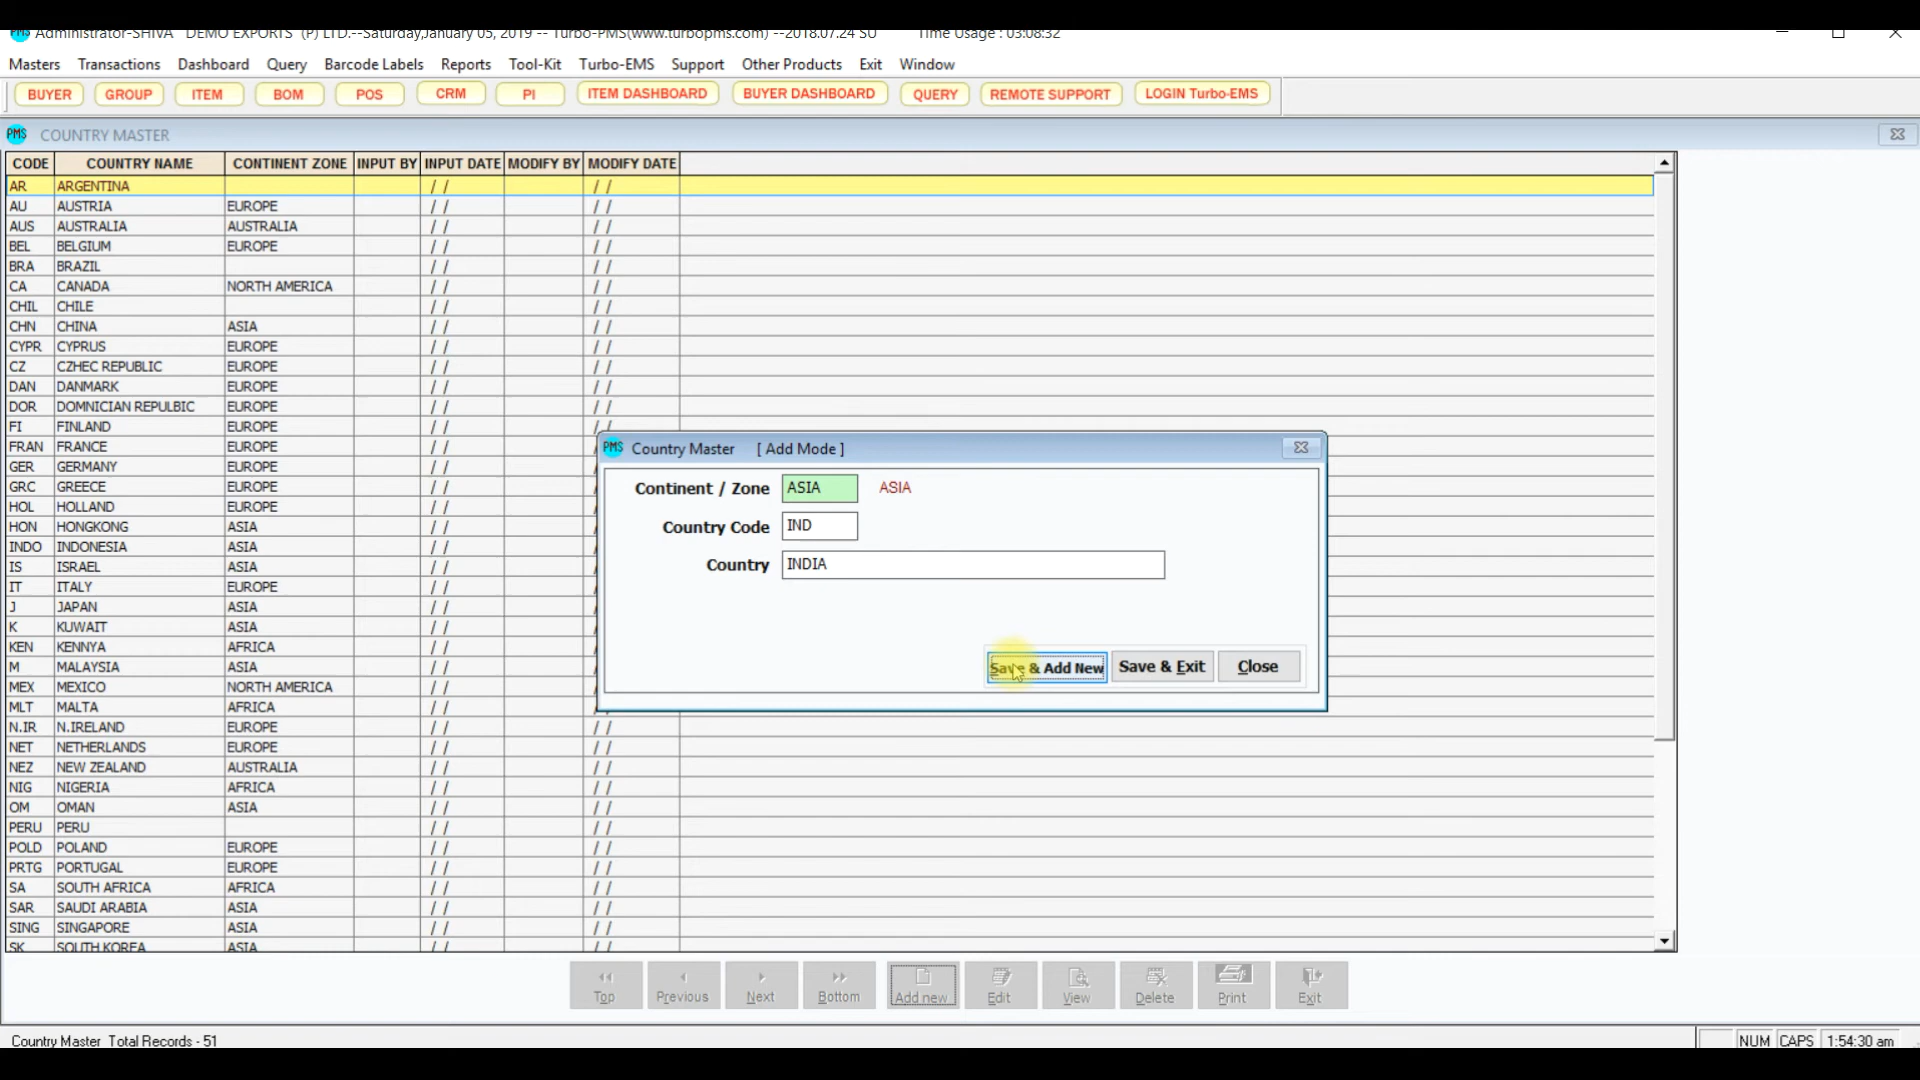 PMS Administrator-SHIVA DEMO EXPORTS (P) LTD.--Saturday,January 05, 2019 -- Turbo-PMS(www.turbopms.com) --2018.07.24 SU Time Usage : 03:08:32
Masters Transactions Dashboard Query Barcode Labels Reports Tool-Kit Turbo-EMS Support Other Products Exit Window
BUYER GROUP ITEM BOM POS CRM PI ITEM DASHBOARD BUYER DASHBOARD QUERY REMOTE SUPPORT LOGIN Turbo-EMS
PMS COUNTRY MASTER
CODE COUNTRY NAME CONTINENT ZONE INPUT BY INPUT DATE MODIFY BY MODIFY DATE
AR ARGENTINA / / / /
AU AUSTRIA EUROPE / / / /
AUS AUSTRALIA AUSTRALIA / / / /
BEL BELGIUM EUROPE / / / /
BRA BRAZIL / / / /
CA CANADA NORTH AMERICA / / / /
CHIL CHILE / / / /
CHN CHINA ASIA / / / /
CYPR CYPRUS EUROPE / / / /
CZ CZHEC REPUBLIC EUROPE / / / /
DAN DANMARK EUROPE / / / /
DOR DOMNICIAN REPULBIC EUROPE / / / /
FI FINLAND EUROPE / / / /
FRAN FRANCE EUROPE / /
GER GERMANY EUROPE / /
GRC GREECE EUROPE / /
HOL HOLLAND EUROPE / /
HON HONGKONG ASIA / /
INDO INDONESIA ASIA / /
IS ISRAEL ASIA / /
IT ITALY EUROPE / /
J JAPAN ASIA / /
K KUWAIT ASIA / /
KEN KENNYA AFRICA / /
M MALAYSIA ASIA / /
MEX MEXICO NORTH AMERICA / /
MLT MALTA AFRICA / /
N.IR N.IRELAND EUROPE / / / /
NET NETHERLANDS EUROPE / / / /
NEZ NEW ZEALAND AUSTRALIA / / / /
NIG NIGERIA AFRICA / / / /
OM OMAN ASIA / / / /
PERU PERU / / / /
POLD POLAND EUROPE / / / /
PRTG PORTUGAL EUROPE / / / /
SA SOUTH AFRICA AFRICA / / / /
SAR SAUDI ARABIA ASIA / / / /
SING SINGAPORE ASIA / / / /
SK SOUTH KOREA ASIA / / / /
PMS Country Master [ Add Mode ]
Continent / Zone ASIA ASIA
Country Code IND
Country INDIA
Save & Add New Save & Exit Close
Top Previous Next Bottom Add new Edit View Delete Print Exit
Country Master Total Records - 51 NUM CAPS 1:54:30 am